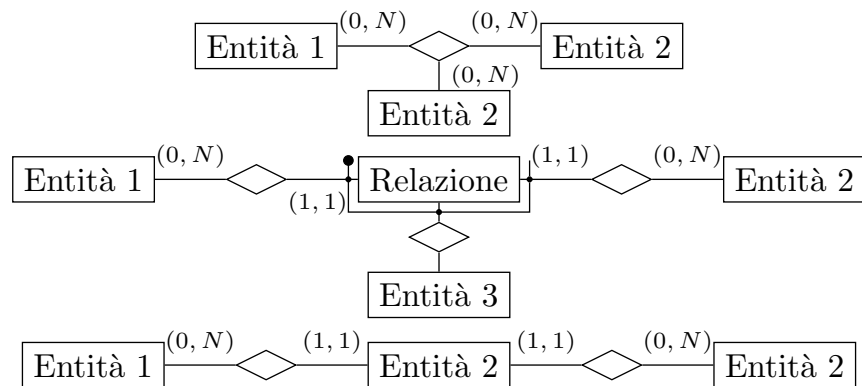 (0, N) (0, N)
Entità 1 Entità 2
(0, N)
Entità 2
(0, N) (1, 1) (0, N)
Entità 1 Relazione Entità 2
(1, 1)
Entità 3
(0, N) (1, 1) (1, 1) (0, N)
Entità 1 Entità 2 Entità 2